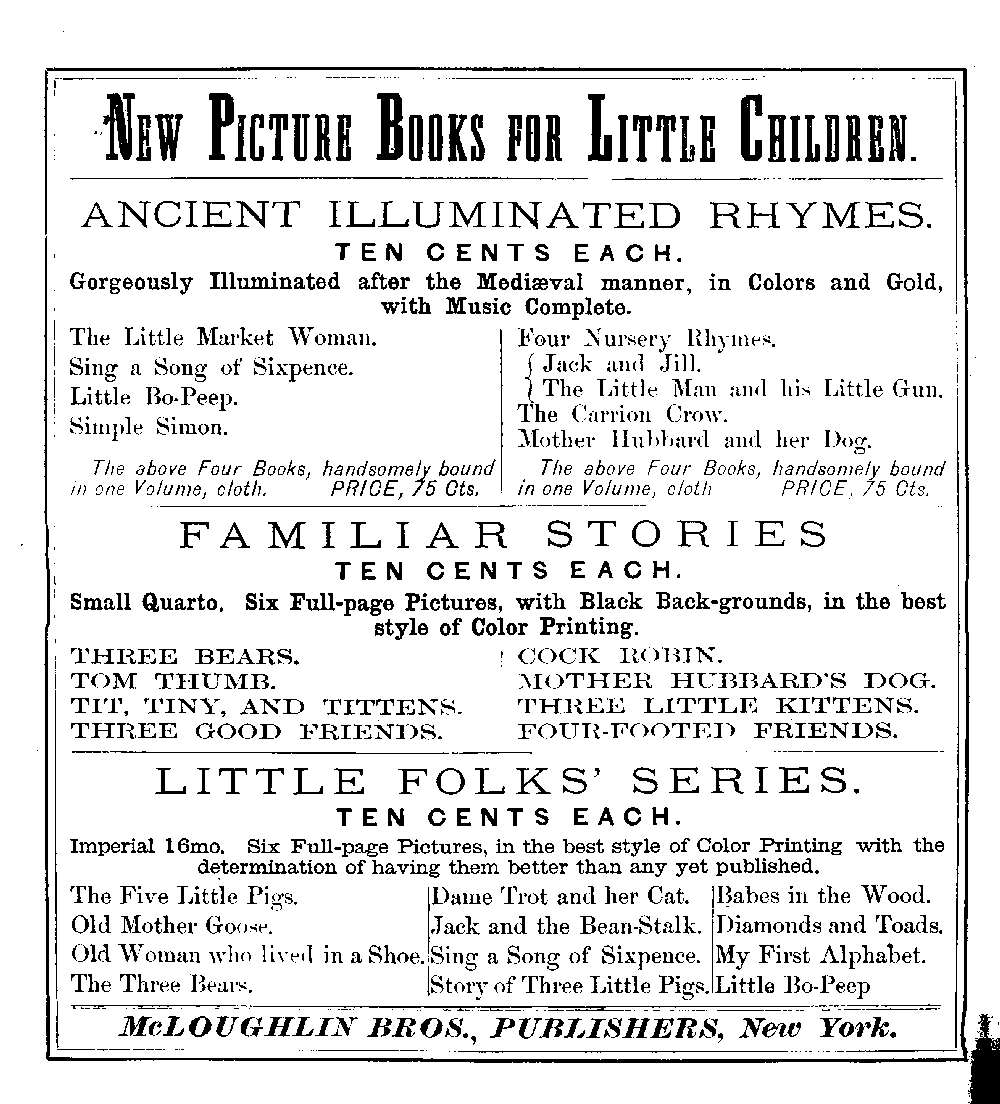 NEW PICTURE BOOKS FOR LITTLE CHILDREN.
ANCIENT ILLUMINATED RHYMES.
TEN CENTS EACH.
Gorgeously Illuminated after the Mediæval manner, in Colors and Gold,
with Music Complete.
The Little Market Woman.
Sing a Song of Sixpence.
Little Bo-Peep.
Simple Simon.
The above Four Books, handsomely bound
in one Volume, cloth. PRICE, 75 Cts.
Four Nursery Rhymes.
{ Jack and Jill.
{ The Little Man and his Little Gun.
The Carrion Crow.
Mother Hubbard and her Dog.
The above Four Books, handsomely bound
in one Volume, cloth PRICE, 75 Cts.
FAMILIAR STORIES
TEN CENTS EACH.
Small Quarto. Six Full-page Pictures, with Black Back-grounds, in the best
style of Color Printing.
THREE BEARS.
TOM THUMB.
TIT, TINY, AND TITTENS.
THREE GOOD FRIENDS.
COCK ROBIN.
MOTHER HUBBARD'S DOG.
THREE LITTLE KITTENS.
FOUR-FOOTED FRIENDS.
LITTLE FOLKS' SERIES.
TEN CENTS EACH.
Imperial 16mo. Six Full-page Pictures, in the best style of Color Printing with the
determination of having them better than any yet published.
The Five Little Pigs.
Old Mother Goose.
Old Woman who lived in a Shoe.
The Three Bears.
Dame Trot and her Cat.
Jack and the Bean-Stalk.
Sing a Song of Sixpence.
Story of Three Little Pigs.
Babes in the Wood.
Diamonds and Toads.
My First Alphabet.
Little Bo-Peep
McLOUGHLIN BROS., PUBLISHERS, New York.